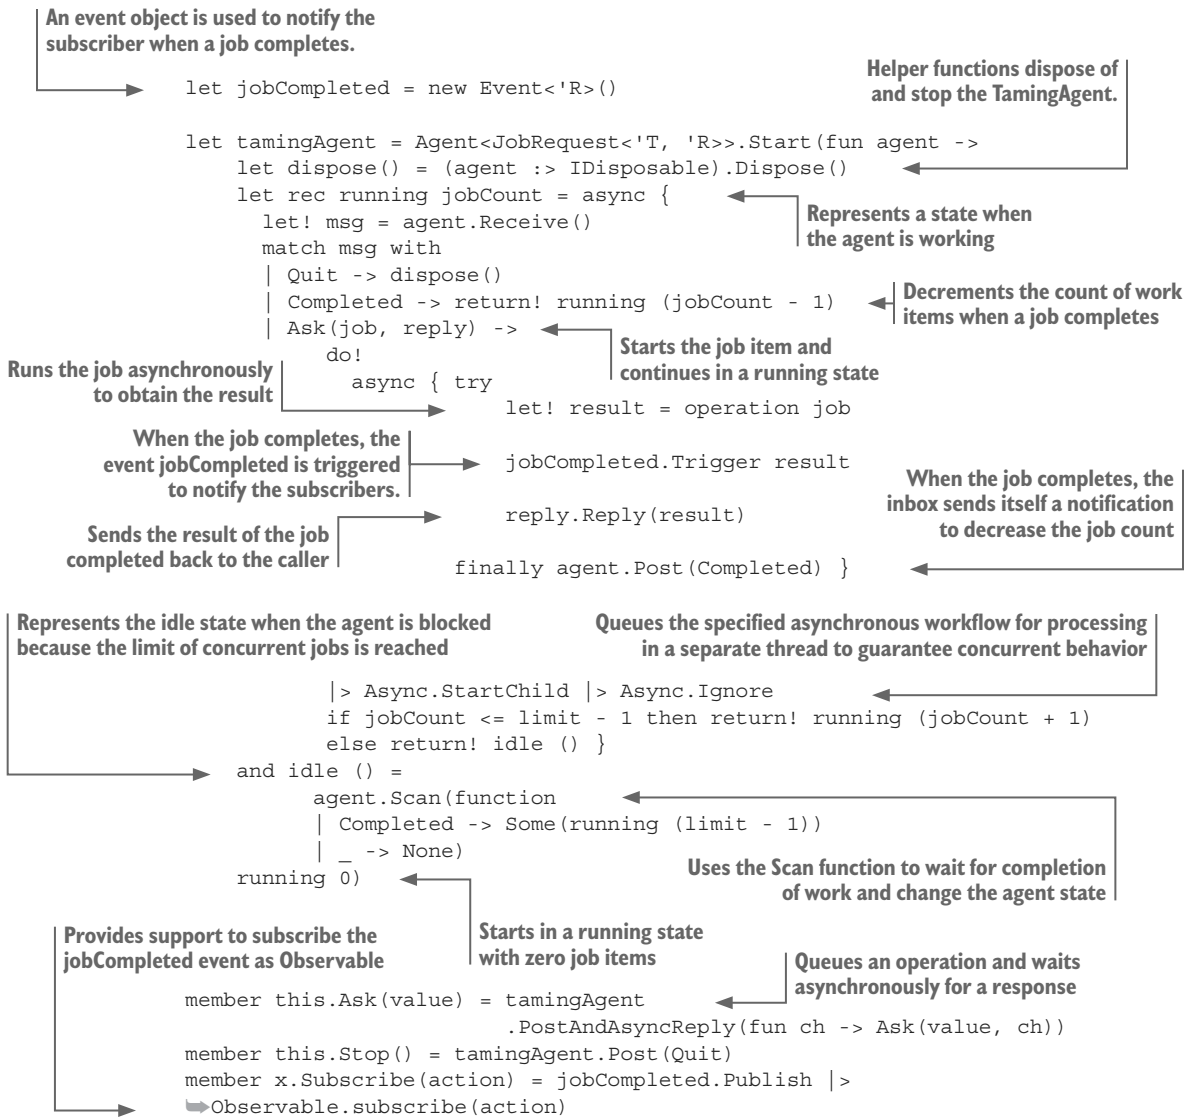 An event object is used to notify the
subscriber when a job completes.
let jobCompleted = new Event<'R>()
Helper functions dispose of
and stop the TamingAgent.
let tamingAgent = Agent<JobRequest<'T, 'R>>.Start(fun agent ->
let dispose() = (agent :> IDisposable).Dispose()
let rec running jobCount = async {
Represents a state when
the agent is working
let! msg = agent.Receive()
match msg with
| Quit -> dispose()
| Completed -> return! running (jobCount - 1)
Decrements the count of work
items when a job completes
| Ask(job, reply) ->
Starts the job item and
continues in a running state
do!
async { try
Runs the job asynchronously
to obtain the result
let! result = operation job
When the job completes, the
event jobCompleted is triggered
to notify the subscribers.
jobCompleted.Trigger result
When the job completes, the
inbox sends itself a notification
to decrease the job count
Sends the result of the job
completed back to the caller
reply.Reply(result)
finally agent.Post(Completed) }
Represents the idle state when the agent is blocked
because the limit of concurrent jobs is reached
Queues the specified asynchronous workflow for processing
in a separate thread to guarantee concurrent behavior
|> Async.StartChild |> Async.Ignore
if jobCount <= limit - 1 then return! running (jobCount + 1)
else return! idle () }
and idle () =
agent.Scan(function
| Completed -> Some(running (limit - 1))
| _ -> None)
Uses the Scan function to wait for completion
of work and change the agent state
running 0)
Starts in a running state
with zero job items
Provides support to subscribe the
jobCompleted event as Observable
Queues an operation and waits
asynchronously for a response
member this.Ask(value) = tamingAgent
.PostAndAsyncReply(fun ch -> Ask(value, ch))
member this.Stop() = tamingAgent.Post(Quit)
member x.Subscribe(action) = jobCompleted.Publish |>
➥Observable.subscribe(action)